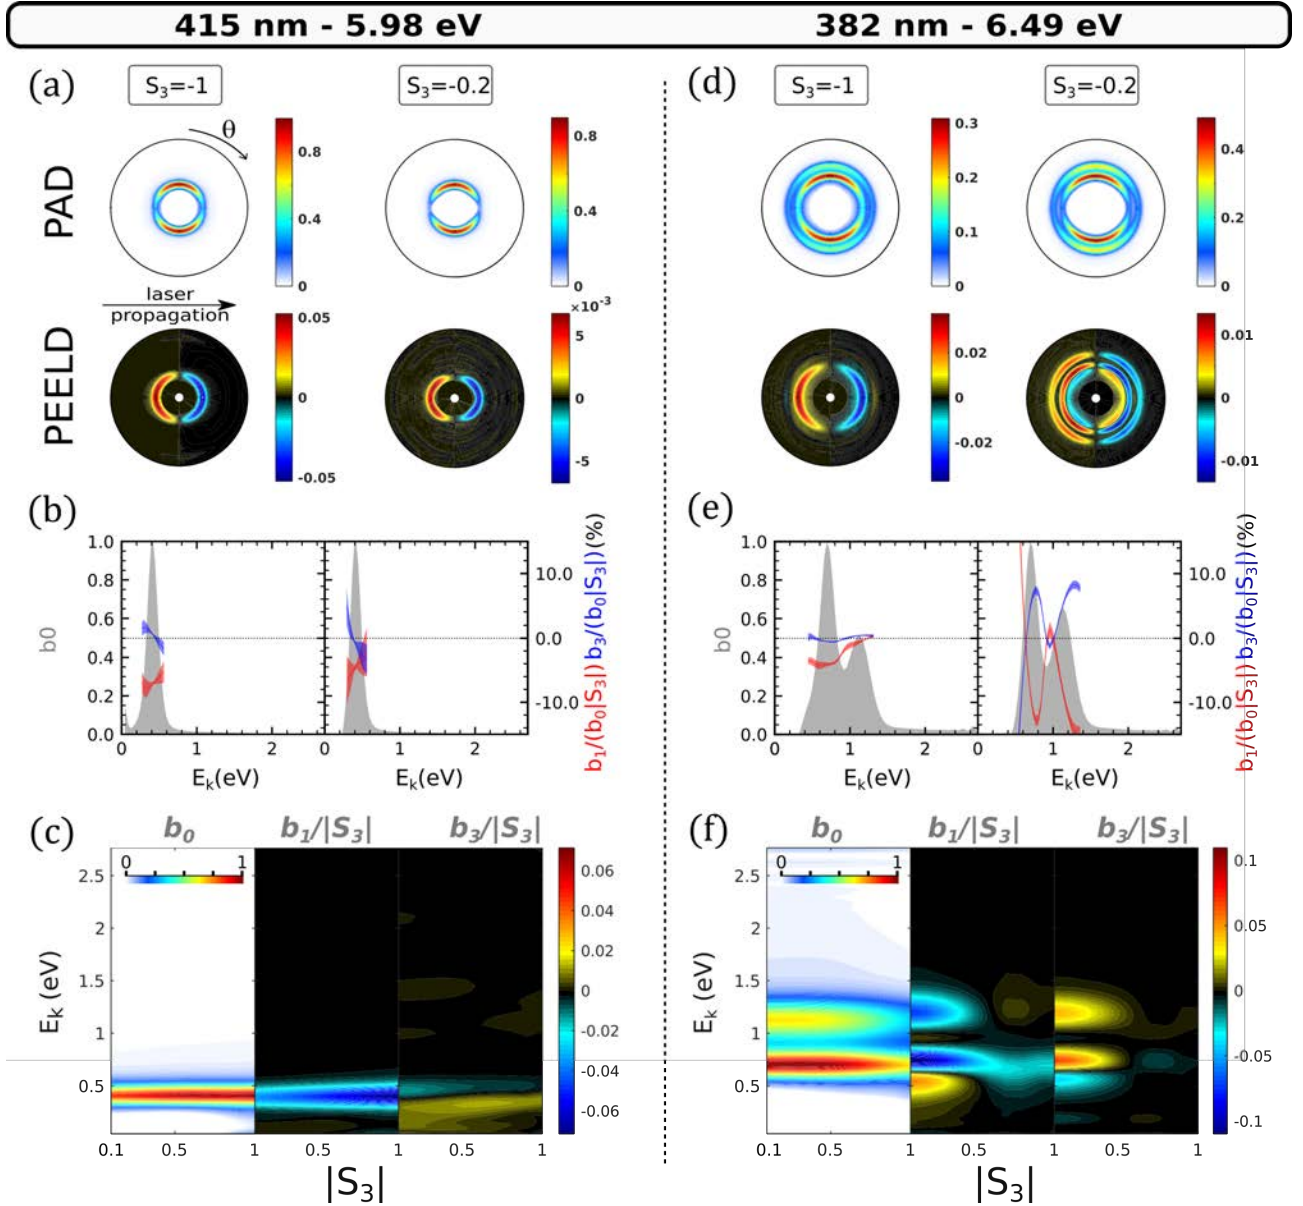 415 nm - 5.98 eV
382 nm - 6.49 eV
(a)
S₃=-1
S₃=-0.2
(d)
S₃=-1
S₃=-0.2
PAD
θ
0.8
0.4
0
0.8
0.4
0
0.3
0.2
0.1
0
0.4
0.2
0
laser
propagation
PEELD
0.05
0
-0.05
×10⁻³
5
0
-5
0.02
0
-0.02
0.01
0
-0.01
(b)
b0
1.0
0.8
0.6
0.4
0.2
0.0
0 1 2
1 2
Eₖ(eV)
Eₖ(eV)
10.0
0.0
-10.0
b₁/(b₀|S₃|) b₃/(b₀|S₃|) (%)
(e)
b0
1.0
0.8
0.6
0.4
0.2
0.0
0 1 2
0 1 2
Eₖ(eV)
Eₖ(eV)
10.0
0.0
-10.0
b₁/(b₀|S₃|) b₃/(b₀|S₃|) (%)
(c)
b₀ b₁/|S₃| b₃/|S₃|
0 1
Eₖ (eV)
2.5
2
1.5
1
0.5
0.1 0.5 1 0.5 1 0.5 1
|S₃|
0.06
0.04
0.02
0
-0.02
-0.04
-0.06
(f)
b₀ b₁/|S₃| b₃/|S₃|
0 1
Eₖ (eV)
2.5
2
1.5
1
0.5
0.1 0.5 1 0.5 1 0.5 1
|S₃|
0.1
0.05
0
-0.05
-0.1